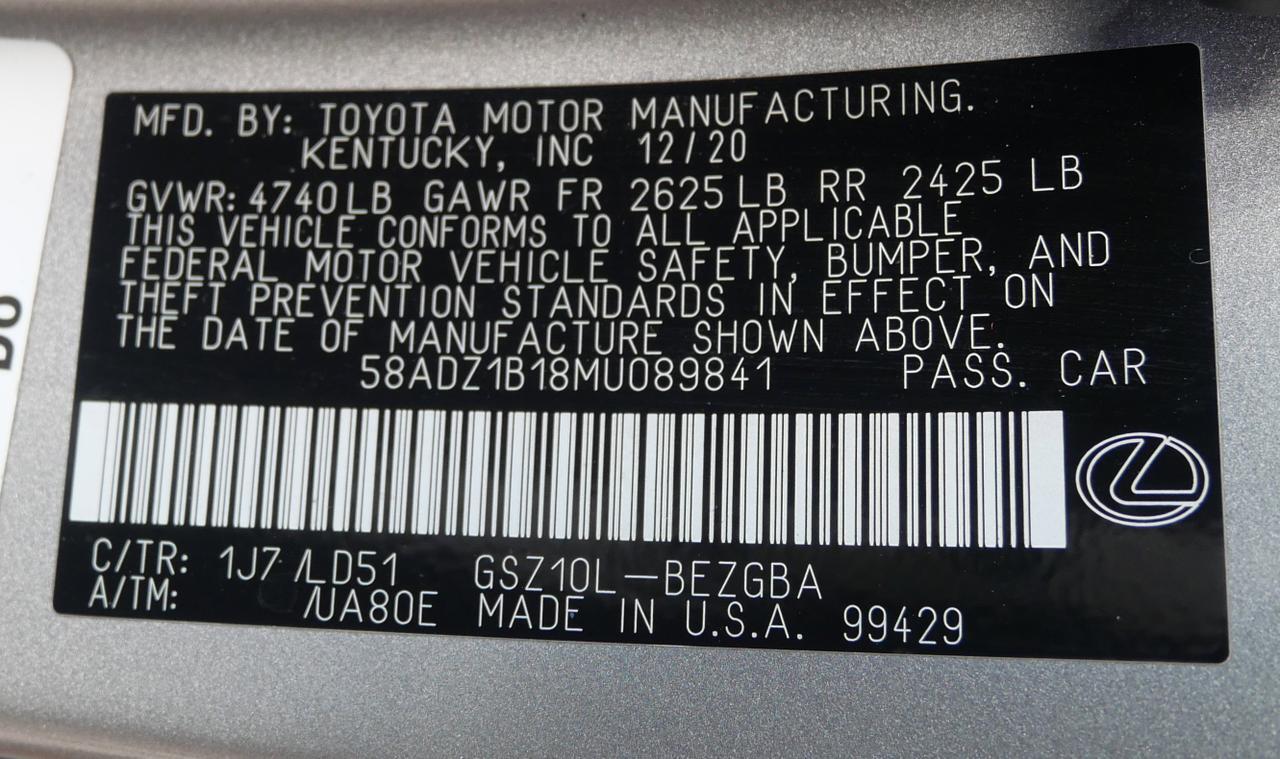 MFD. BY: TOYOTA MOTOR MANUFACTURING.
KENTUCKY, INC 12/20
GVWR: 4740LB GAWR FR 2625 LB RR 2425 LB
THIS VEHICLE CONFORMS TO ALL APPLICABLE
FEDERAL MOTOR VEHICLE SAFETY, BUMPER, AND
THEFT PREVENTION STANDARDS IN EFFECT ON
THE DATE OF MANUFACTURE SHOWN ABOVE.
58ADZ1B18MU089841 PASS. CAR
C/TR: 1J7 /LD51 GSZ10L-BEZGBA
A/TM: /UA80E MADE IN U.S.A. 99429